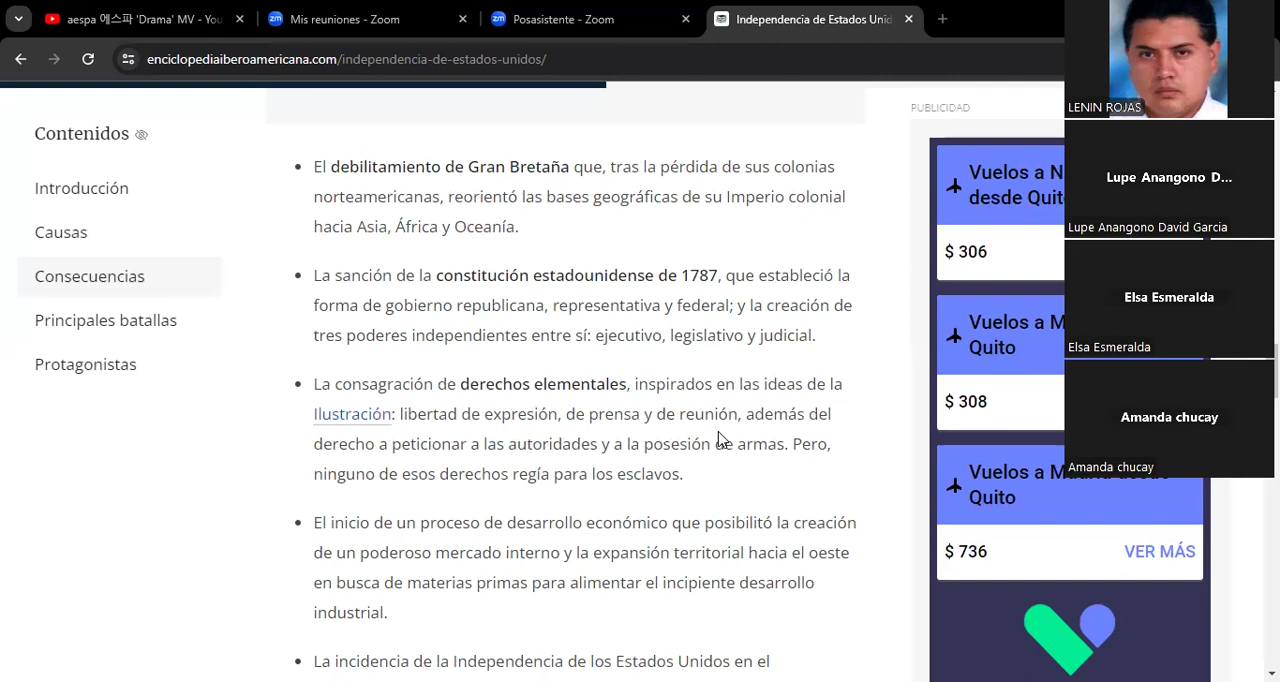 aespa 에스파 'Drama' MV - You
Mis reuniones - Zoom
Posasistente - Zoom
Independencia de Estados Unid
enciclopediaiberoamericana.com/independencia-de-estados-unidos/
Contenidos
Introducción
Causas
Consecuencias
Principales batallas
Protagonistas
• El debilitamiento de Gran Bretaña que, tras la pérdida de sus colonias
norteamericanas, reorientó las bases geográficas de su Imperio colonial
hacia Asia, África y Oceanía.
• La sanción de la constitución estadounidense de 1787, que estableció la
forma de gobierno republicana, representativa y federal; y la creación de
tres poderes independientes entre sí: ejecutivo, legislativo y judicial.
• La consagración de derechos elementales, inspirados en las ideas de la
Ilustración: libertad de expresión, de prensa y de reunión, además del
derecho a peticionar a las autoridades y a la posesión de armas. Pero,
ninguno de esos derechos regía para los esclavos.
• El inicio de un proceso de desarrollo económico que posibilitó la creación
de un poderoso mercado interno y la expansión territorial hacia el oeste
en busca de materias primas para alimentar el incipiente desarrollo
industrial.
• La incidencia de la Independencia de los Estados Unidos en el
PUBLICIDAD
Vuelos a N
desde Quito
$ 306
Vuelos a M
Quito
$ 308
Vuelos a Madrid desde
Quito
$ 736
VER MÁS
LENIN ROJAS
Lupe Anangono D...
Lupe Anangono David Garcia
Elsa Esmeralda
Elsa Esmeralda
Amanda chucay
Amanda chucay